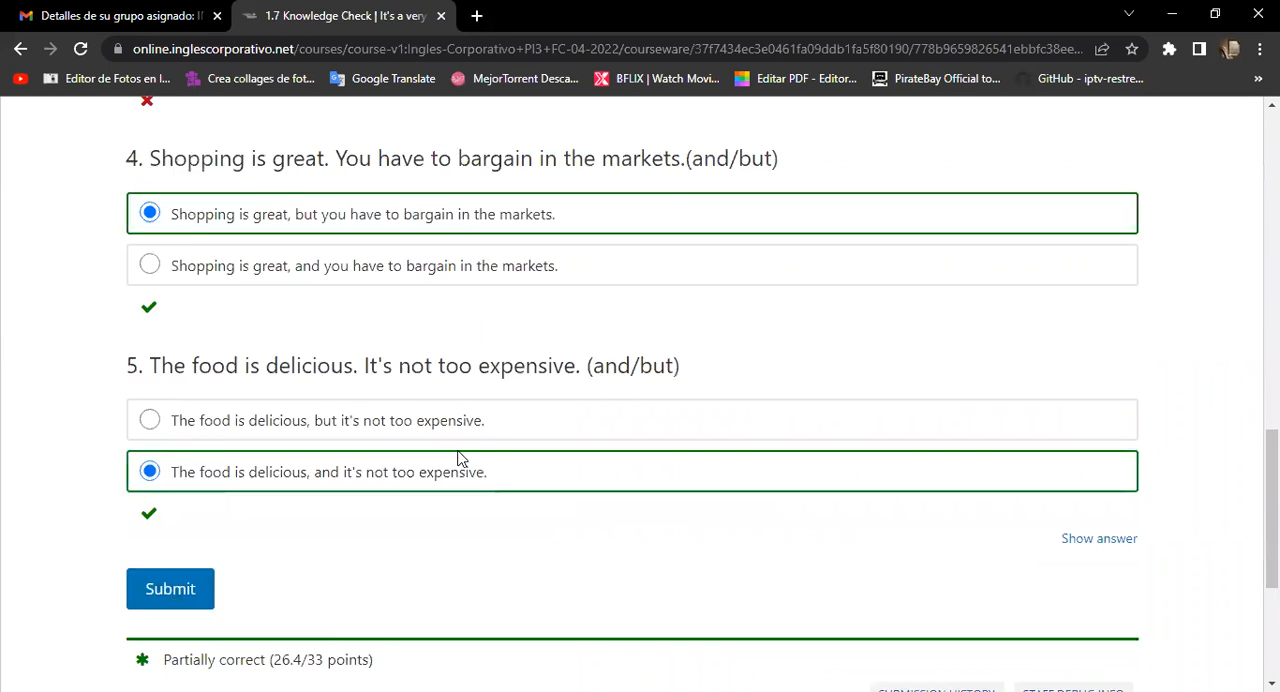 Detalles de su grupo asignado: I
1.7 Knowledge Check | It's a very
online.inglescorporativo.net/courses/course-v1:Ingles-Corporativo+PI3+FC-04-2022/courseware/37f7434ec3e0461fa09ddb1fa5f80190/778b9659826541ebbfc38ee...
Editor de Fotos en l...
Crea collages de fot...
Google Translate
MejorTorrent Desca...
BFLIX | Watch Movi...
Editar PDF - Editor...
PirateBay Official to...
GitHub - iptv-restre...
»
4. Shopping is great. You have to bargain in the markets.(and/but)
Shopping is great, but you have to bargain in the markets.
Shopping is great, and you have to bargain in the markets.
5. The food is delicious. It's not too expensive. (and/but)
The food is delicious, but it's not too expensive.
The food is delicious, and it's not too expensive.
Show answer
Submit
Partially correct (26.4/33 points)
SUBMISSION HISTORY
STAFF DEBUG INFO